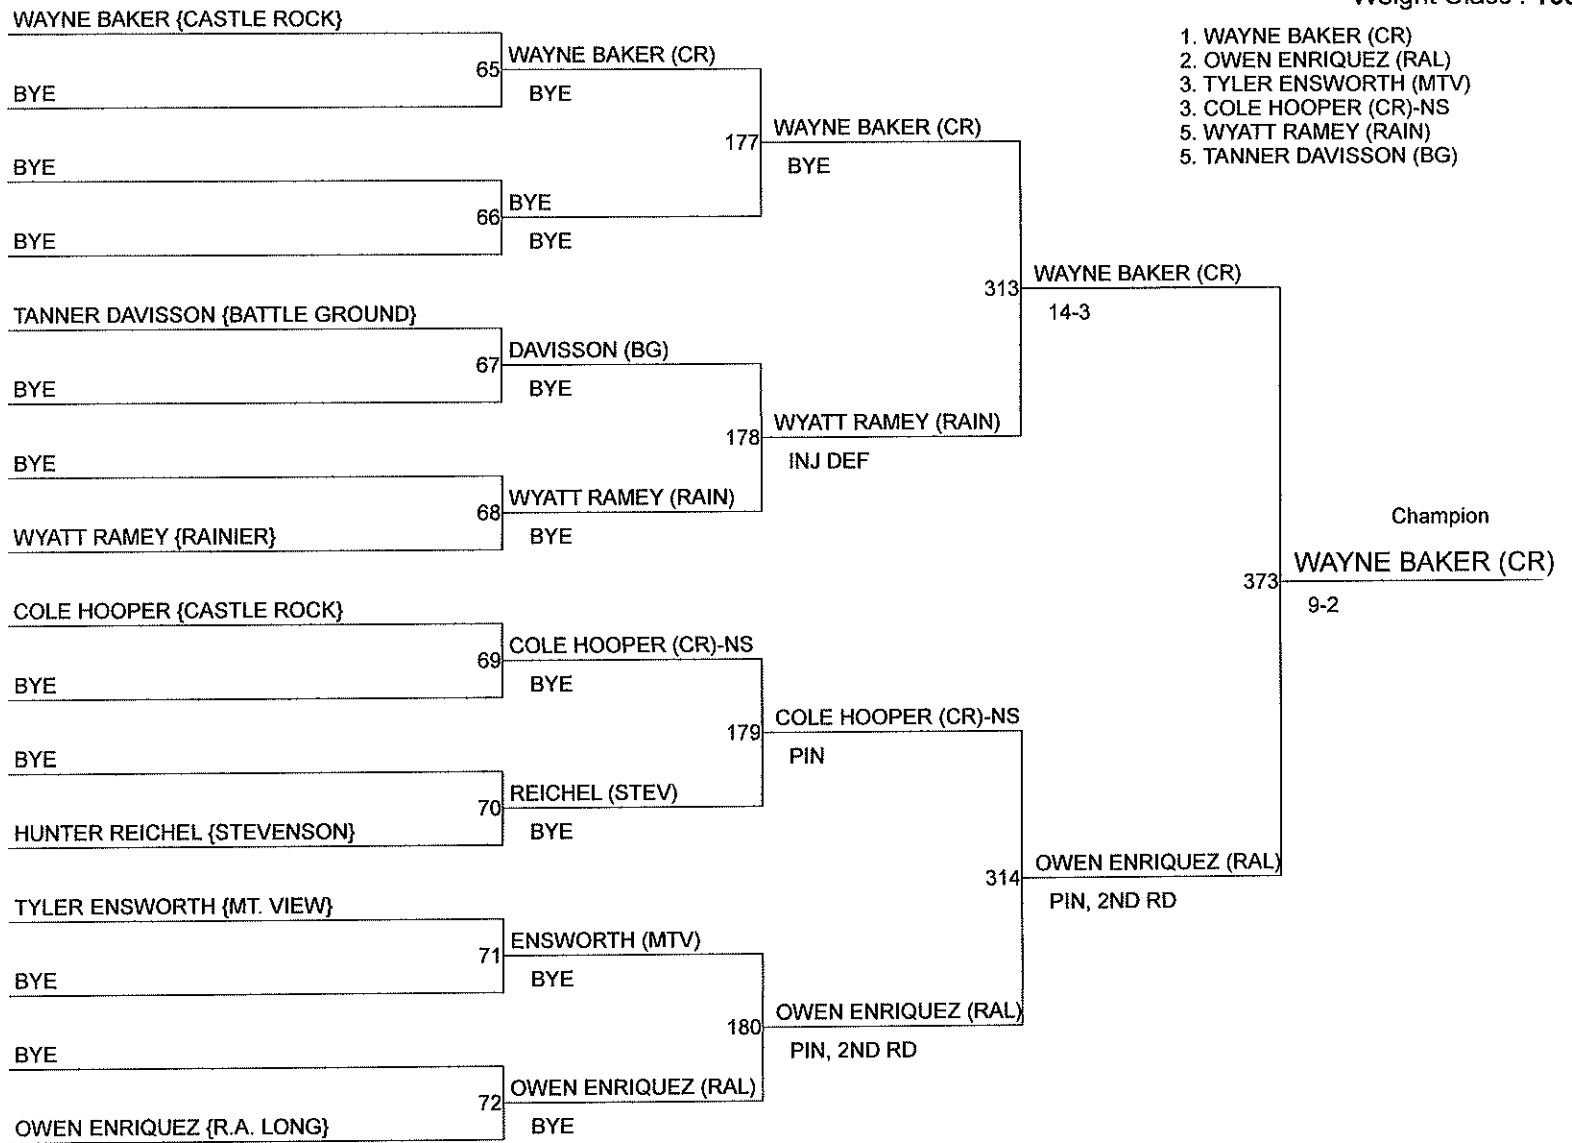 WAYNE BAKER {CASTLE ROCK}
65
BYE
WAYNE BAKER (CR)
BYE
BYE
66
BYE
BYE
BYE
177
WAYNE BAKER (CR)
BYE
TANNER DAVISSON {BATTLE GROUND}
67
BYE
DAVISSON (BG)
BYE
BYE
68
WYATT RAMEY {RAINIER}
WYATT RAMEY (RAIN)
BYE
178
WYATT RAMEY (RAIN)
INJ DEF
313
WAYNE BAKER (CR)
14-3
COLE HOOPER {CASTLE ROCK}
69
BYE
COLE HOOPER (CR)-NS
BYE
BYE
70
HUNTER REICHEL {STEVENSON}
REICHEL (STEV)
BYE
179
COLE HOOPER (CR)-NS
PIN
TYLER ENSWORTH {MT. VIEW}
71
BYE
ENSWORTH (MTV)
BYE
BYE
72
OWEN ENRIQUEZ {R.A. LONG}
OWEN ENRIQUEZ (RAL)
BYE
180
OWEN ENRIQUEZ (RAL)
PIN, 2ND RD
314
OWEN ENRIQUEZ (RAL)
PIN, 2ND RD
373
Champion
WAYNE BAKER (CR)
9-2
Weight Class :
1. WAYNE BAKER (CR)
2. OWEN ENRIQUEZ (RAL)
3. TYLER ENSWORTH (MTV)
3. COLE HOOPER (CR)-NS
5. WYATT RAMEY (RAIN)
5. TANNER DAVISSON (BG)